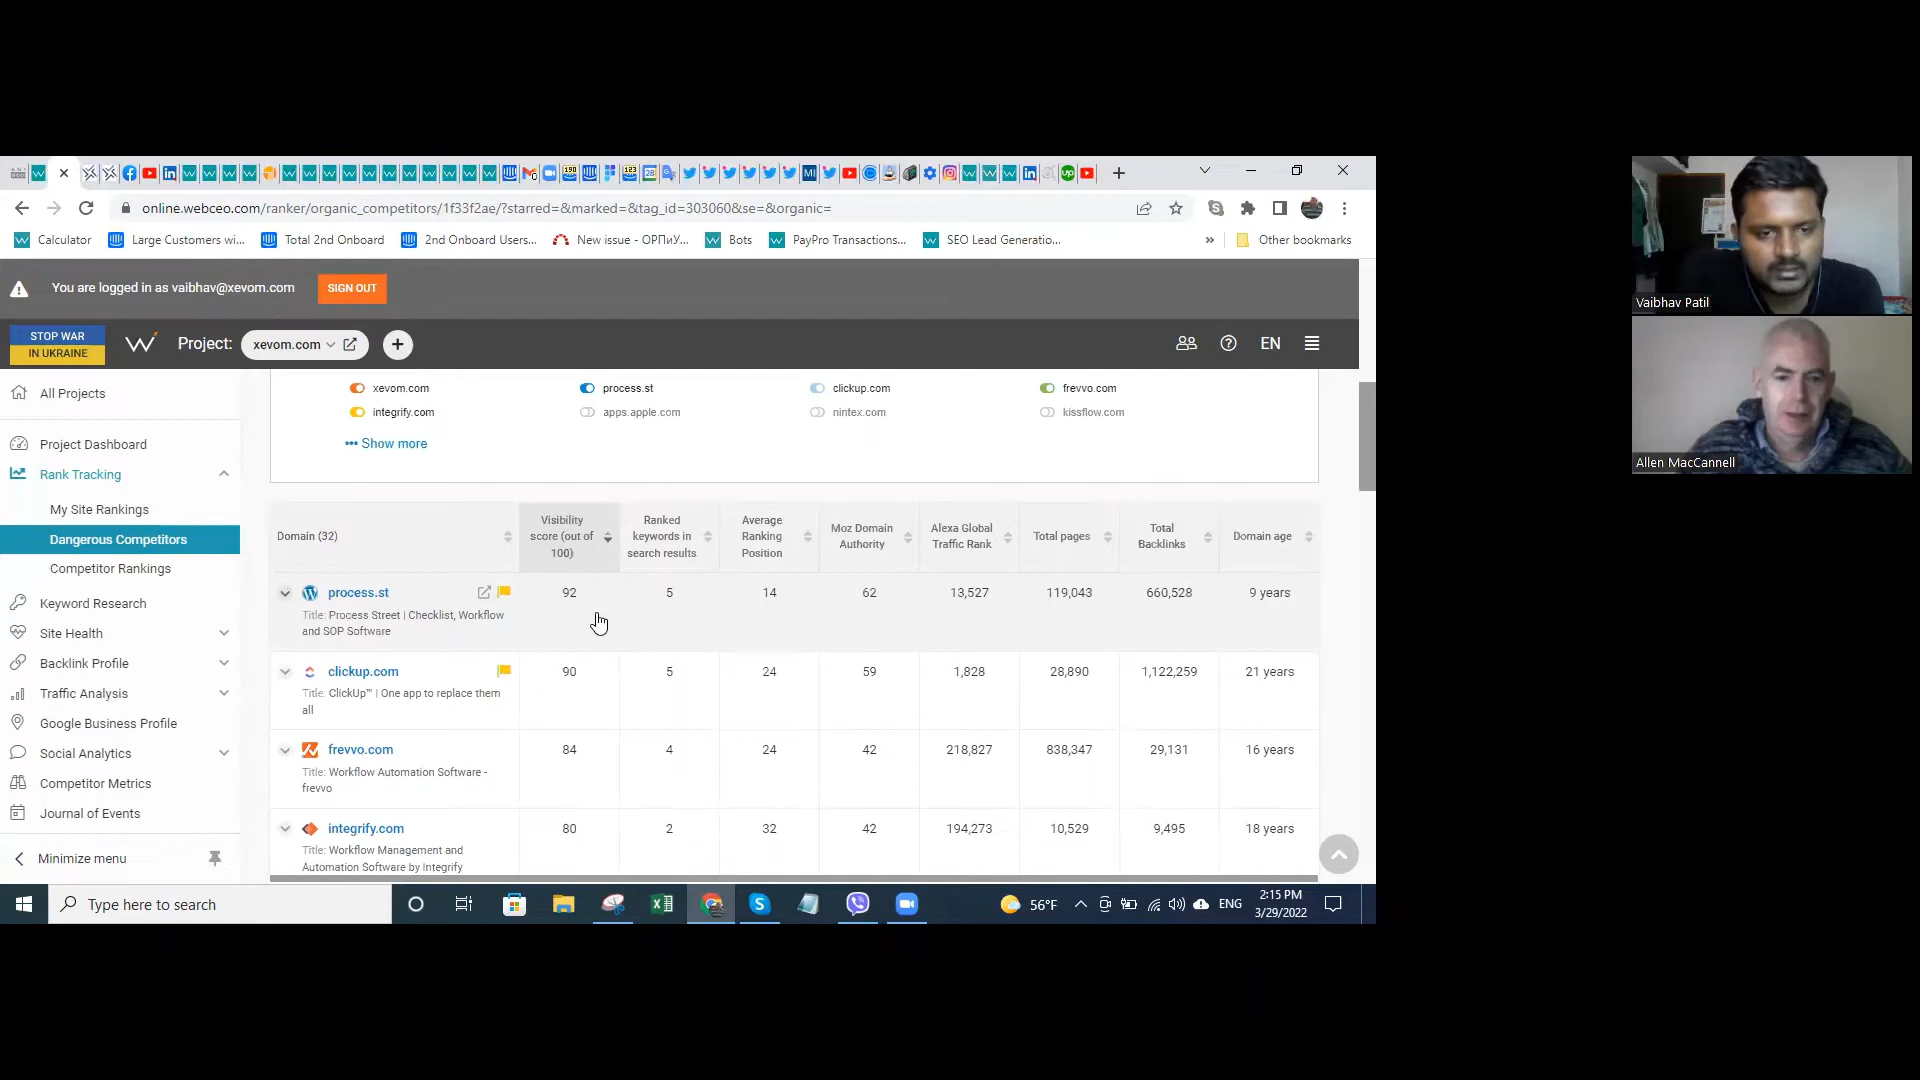 online.webceo.com/ranker/organic_competitors/1f33f2ae/?starred=&marked=&tag_id=303060&se=&organic=
Calculator
Large Customers wi...
Total 2nd Onboard
2nd Onboard Users...
New issue - ОРПиУ...
Bots
PayPro Transactions...
SEO Lead Generatio...
»
Other bookmarks
You are logged in as vaibhav@xevom.com
SIGN OUT
STOP WAR
IN UKRAINE
Project:
xevom.com
EN
All Projects
Project Dashboard
Rank Tracking
My Site Rankings
Dangerous Competitors
Competitor Rankings
Keyword Research
Site Health
Backlink Profile
Traffic Analysis
Google Business Profile
Social Analytics
Competitor Metrics
Journal of Events
Minimize menu
xevom.com process.st clickup.com frevvo.com
integrify.com apps.apple.com nintex.com kissflow.com
••• Show more
Domain (32)
Visibility
score (out of
100)
Ranked
keywords in
search results
Average
Ranking
Position
Moz Domain
Authority
Alexa Global
Traffic Rank
Total pages
Total
Backlinks
Domain age
process.st 92 5 14 62 13,527 119,043 660,528 9 years
Title: Process Street | Checklist, Workflow
and SOP Software
clickup.com 90 5 24 59 1,828 28,890 1,122,259 21 years
Title: ClickUp™ | One app to replace them
all
frevvo.com 84 4 24 42 218,827 838,347 29,131 16 years
Title: Workflow Automation Software -
frevvo
integrify.com 80 2 32 42 194,273 10,529 9,495 18 years
Title: Workflow Management and
Automation Software by Integrify
Type here to search
56°F
ENG
2:15 PM
3/29/2022
Vaibhav Patil
Allen MacCannell